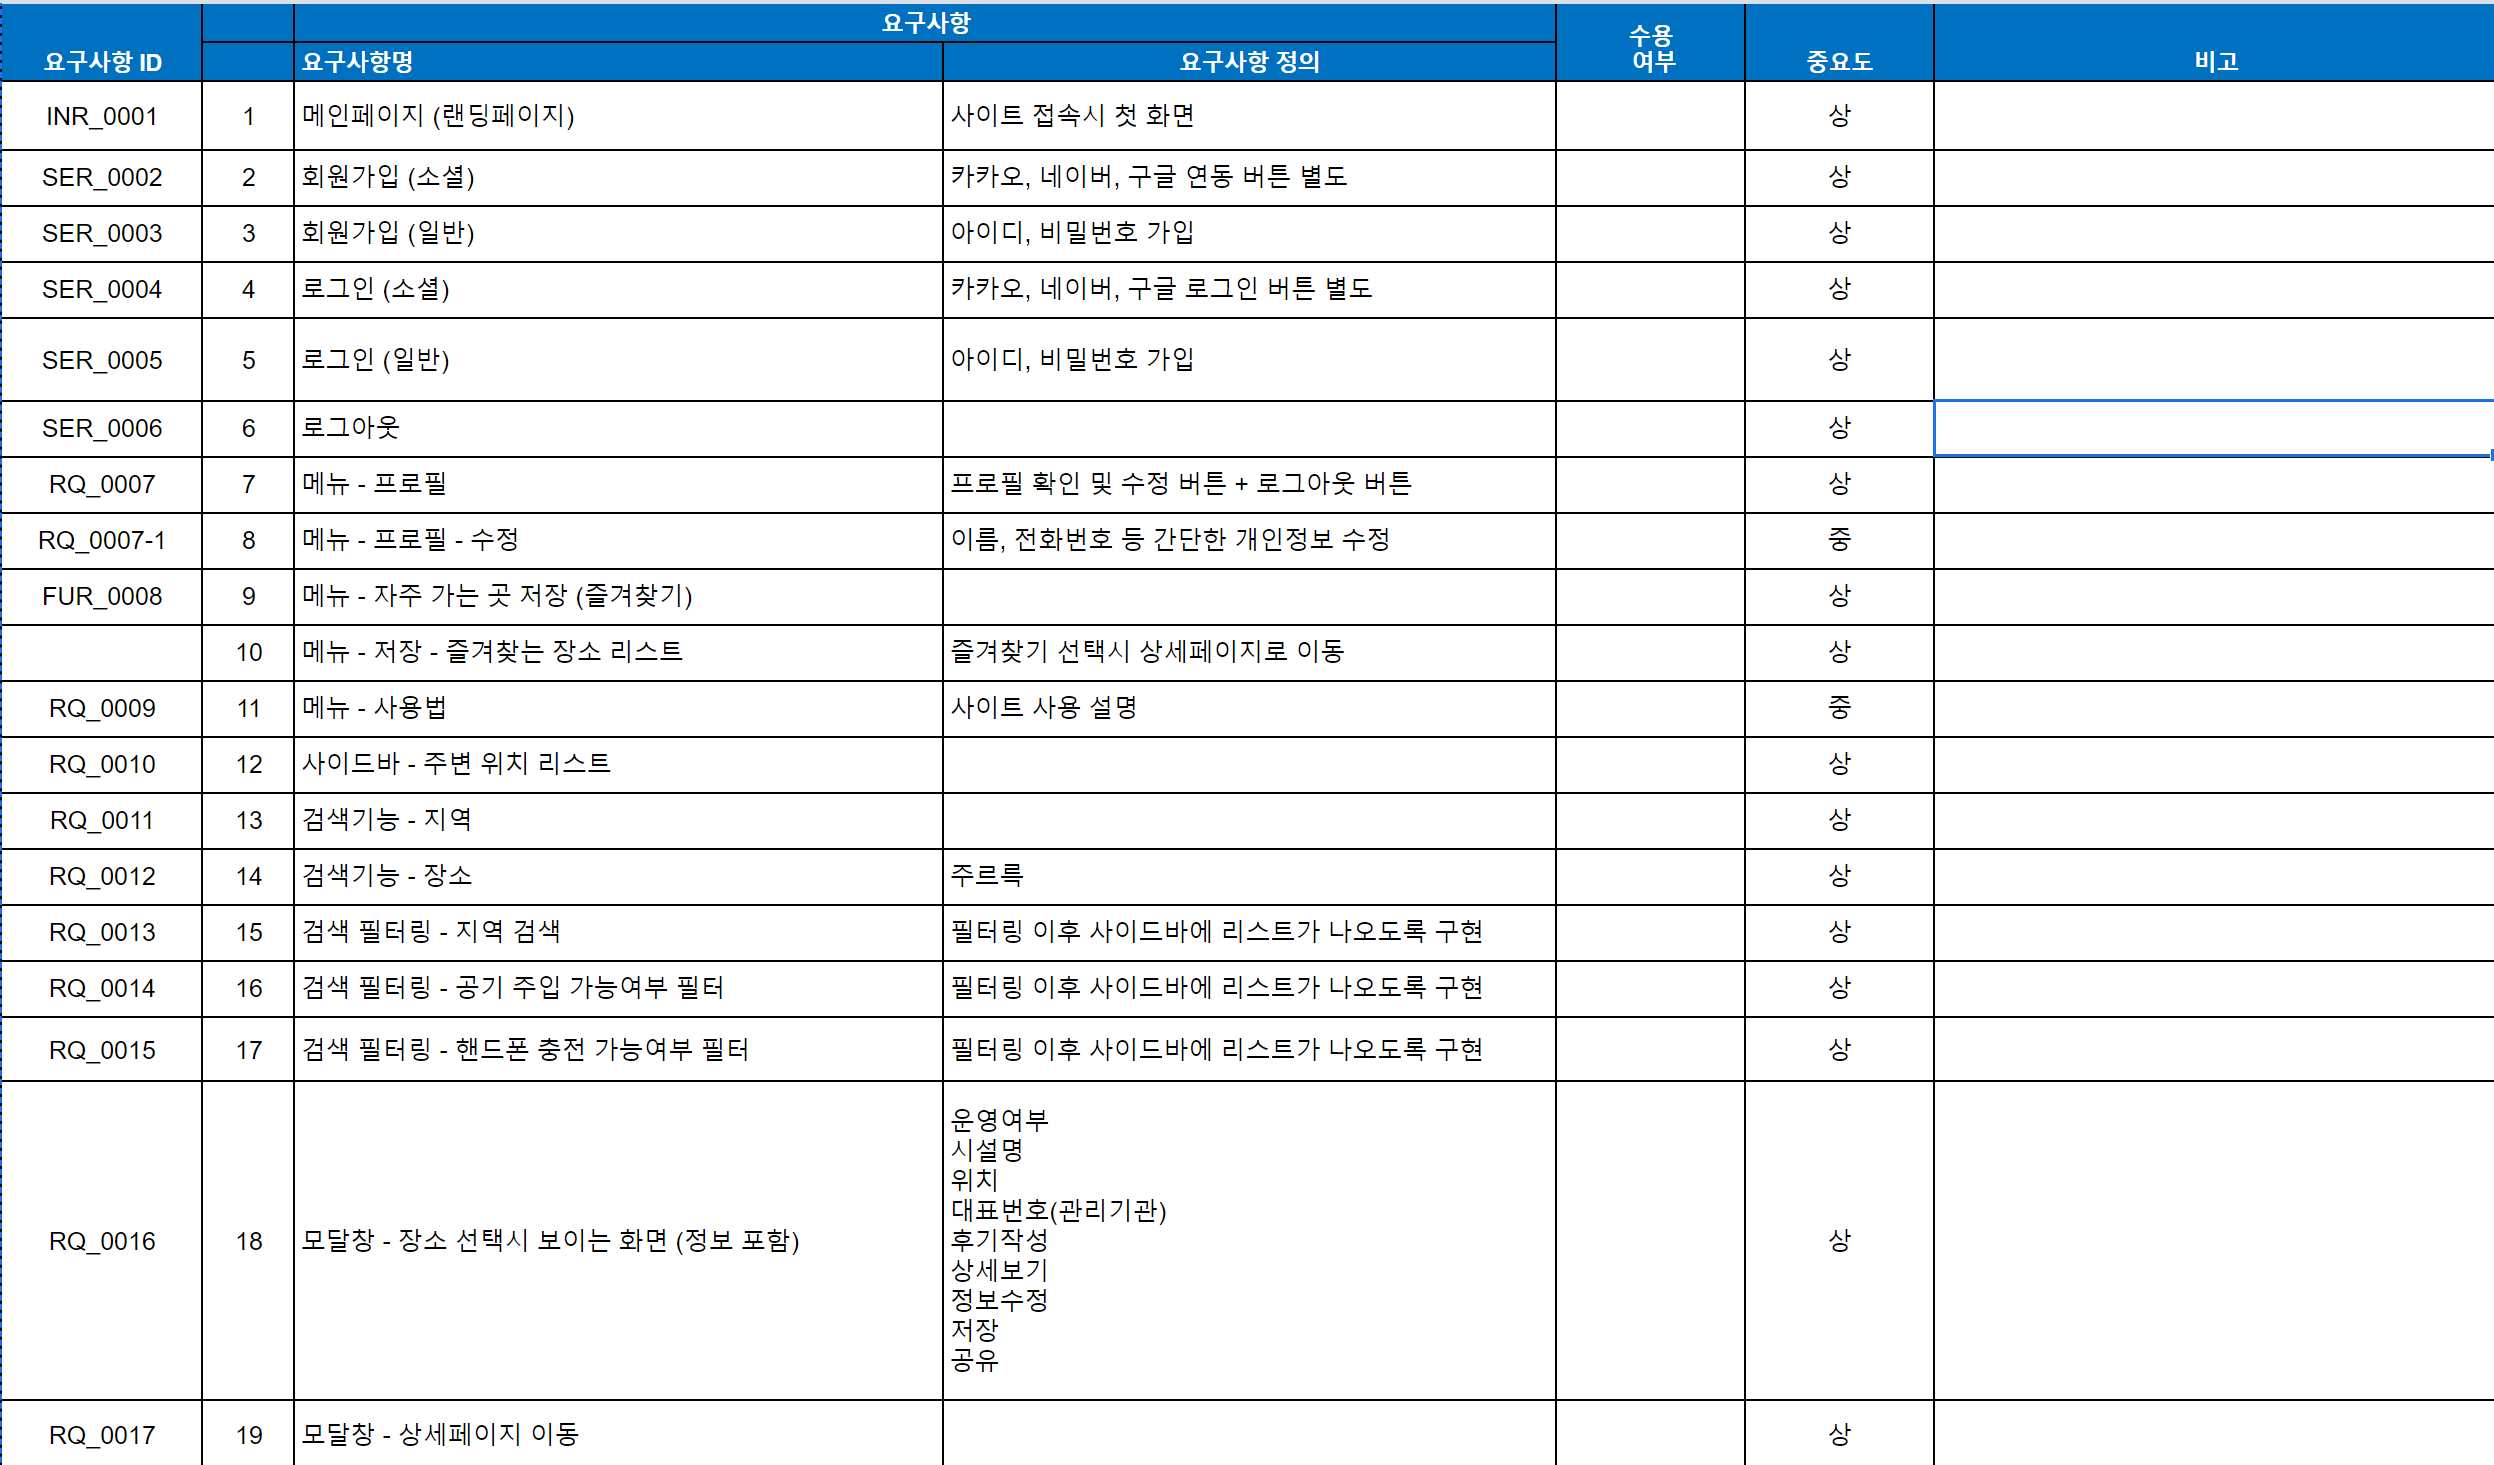 요구사항 ID 요구사항 수용 여부 중요도 비고
요구사항명 요구사항 정의
INR_0001 1 메인페이지 (랜딩페이지) 사이트 접속시 첫 화면 상
SER_0002 2 회원가입 (소셜) 카카오, 네이버, 구글 연동 버튼 별도 상
SER_0003 3 회원가입 (일반) 아이디, 비밀번호 가입 상
SER_0004 4 로그인 (소셜) 카카오, 네이버, 구글 로그인 버튼 별도 상
SER_0005 5 로그인 (일반) 아이디, 비밀번호 가입 상
SER_0006 6 로그아웃 상
RQ_0007 7 메뉴 - 프로필 프로필 확인 및 수정 버튼 + 로그아웃 버튼 상
RQ_0007-1 8 메뉴 - 프로필 - 수정 이름, 전화번호 등 간단한 개인정보 수정 중
FUR_0008 9 메뉴 - 자주 가는 곳 저장 (즐겨찾기) 상
10 메뉴 - 저장 - 즐겨찾는 장소 리스트 즐겨찾기 선택시 상세페이지로 이동 상
RQ_0009 11 메뉴 - 사용법 사이트 사용 설명 중
RQ_0010 12 사이드바 - 주변 위치 리스트 상
RQ_0011 13 검색기능 - 지역 상
RQ_0012 14 검색기능 - 장소 주르륵 상
RQ_0013 15 검색 필터링 - 지역 검색 필터링 이후 사이드바에 리스트가 나오도록 구현 상
RQ_0014 16 검색 필터링 - 공기 주입 가능여부 필터 필터링 이후 사이드바에 리스트가 나오도록 구현 상
RQ_0015 17 검색 필터링 - 핸드폰 충전 가능여부 필터 필터링 이후 사이드바에 리스트가 나오도록 구현 상
RQ_0016 18 모달창 - 장소 선택시 보이는 화면 (정보 포함) 상
운영여부
시설명
위치
대표번호(관리기관)
후기작성
상세보기
정보수정
저장
공유
RQ_0017 19 모달창 - 상세페이지 이동 상